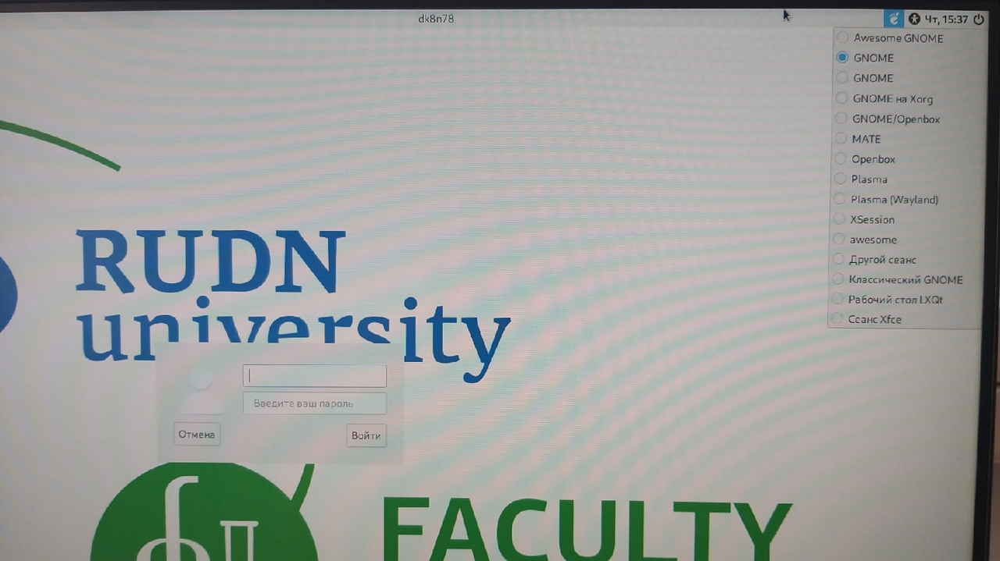 dk8n78
Чт, 15:37
Awesome GNOME
GNOME
GNOME
GNOME на Xorg
GNOME/Openbox
MATE
Openbox
Plasma
Plasma (Wayland)
XSession
awesome
Другой сеанс
Классический GNOME
Рабочий стол LXQt
Сеанс Xfce
RUDN
university
Введите ваш пароль
Отмена
Войти
FACULTY